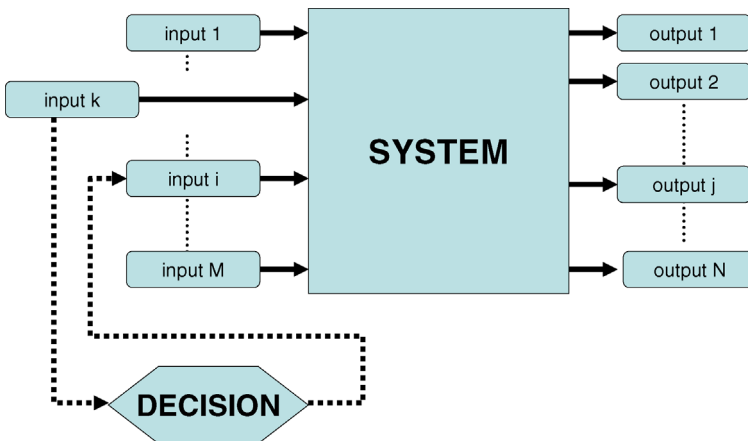 input 1
input k
input i
input M
SYSTEM
output 1
output 2
output j
output N
DECISION